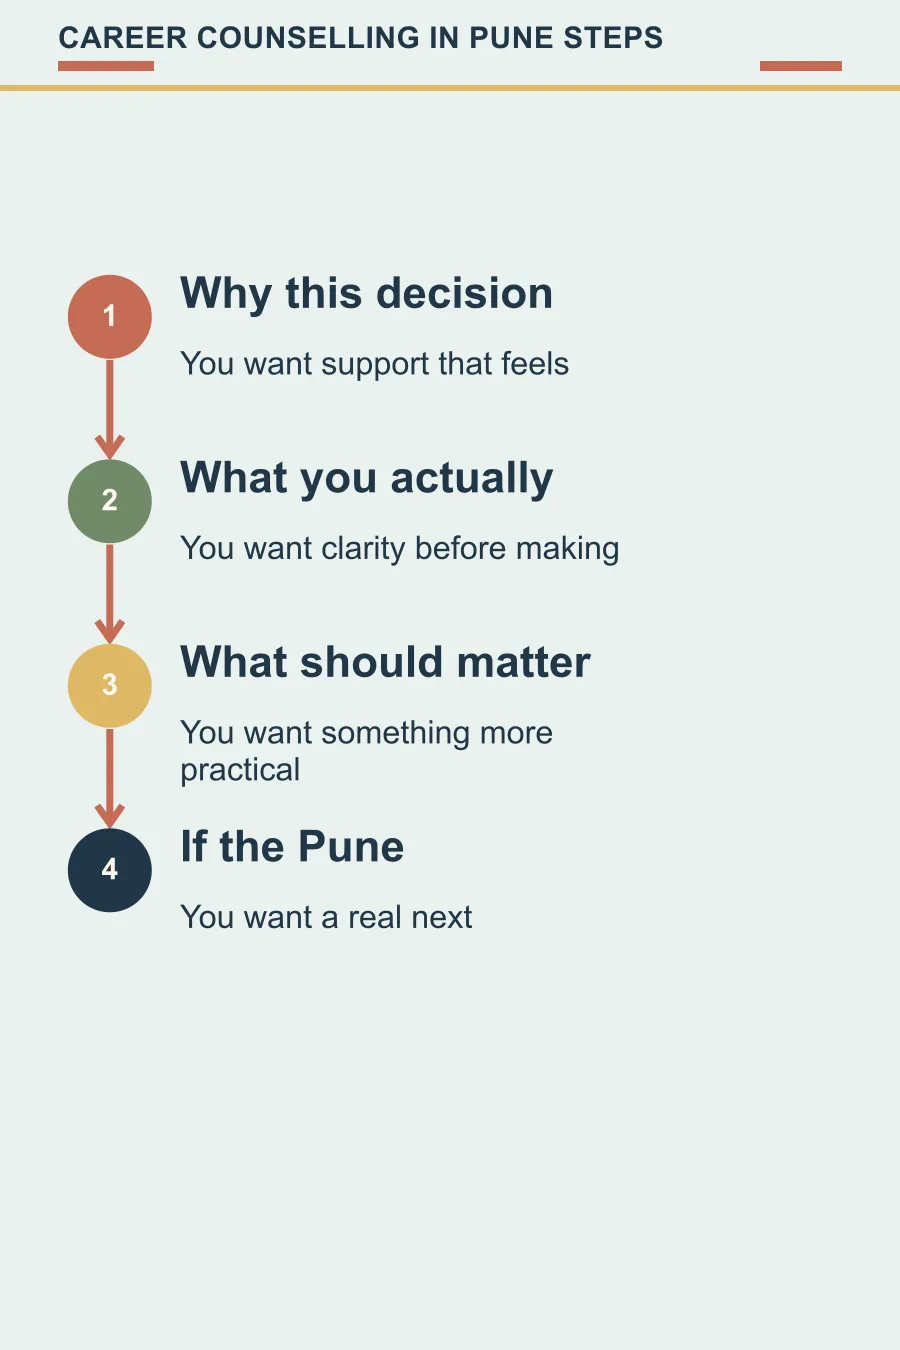 CAREER COUNSELLING IN PUNE STEPS
1
Why this decision
You want support that feels
2
What you actually
You want clarity before making
3
What should matter
You want something more
practical
4
If the Pune
You want a real next